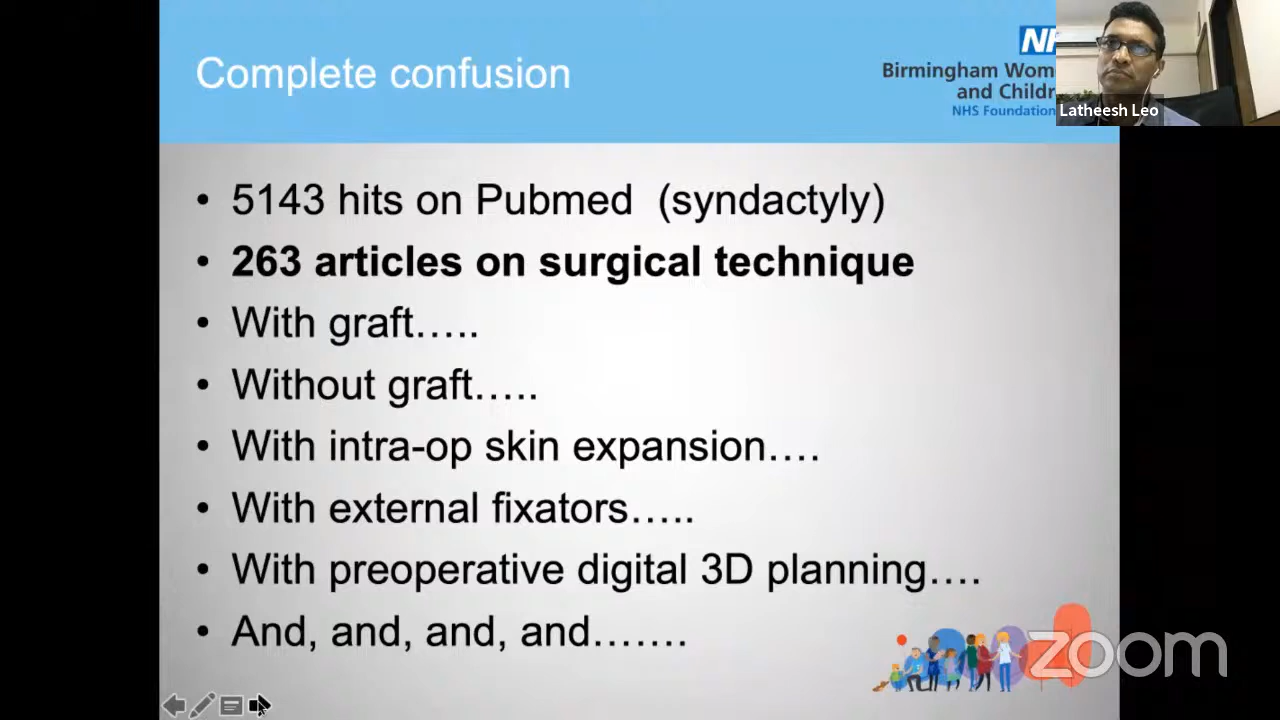 Complete confusion
NH
Birmingham Wom
and Childr
NHS Foundation
Latheesh Leo
• 5143 hits on Pubmed (syndactyly)
• 263 articles on surgical technique
• With graft…..
• Without graft…..
• With intra-op skin expansion….
• With external fixators…..
• With preoperative digital 3D planning….
• And, and, and, and…….
zoom